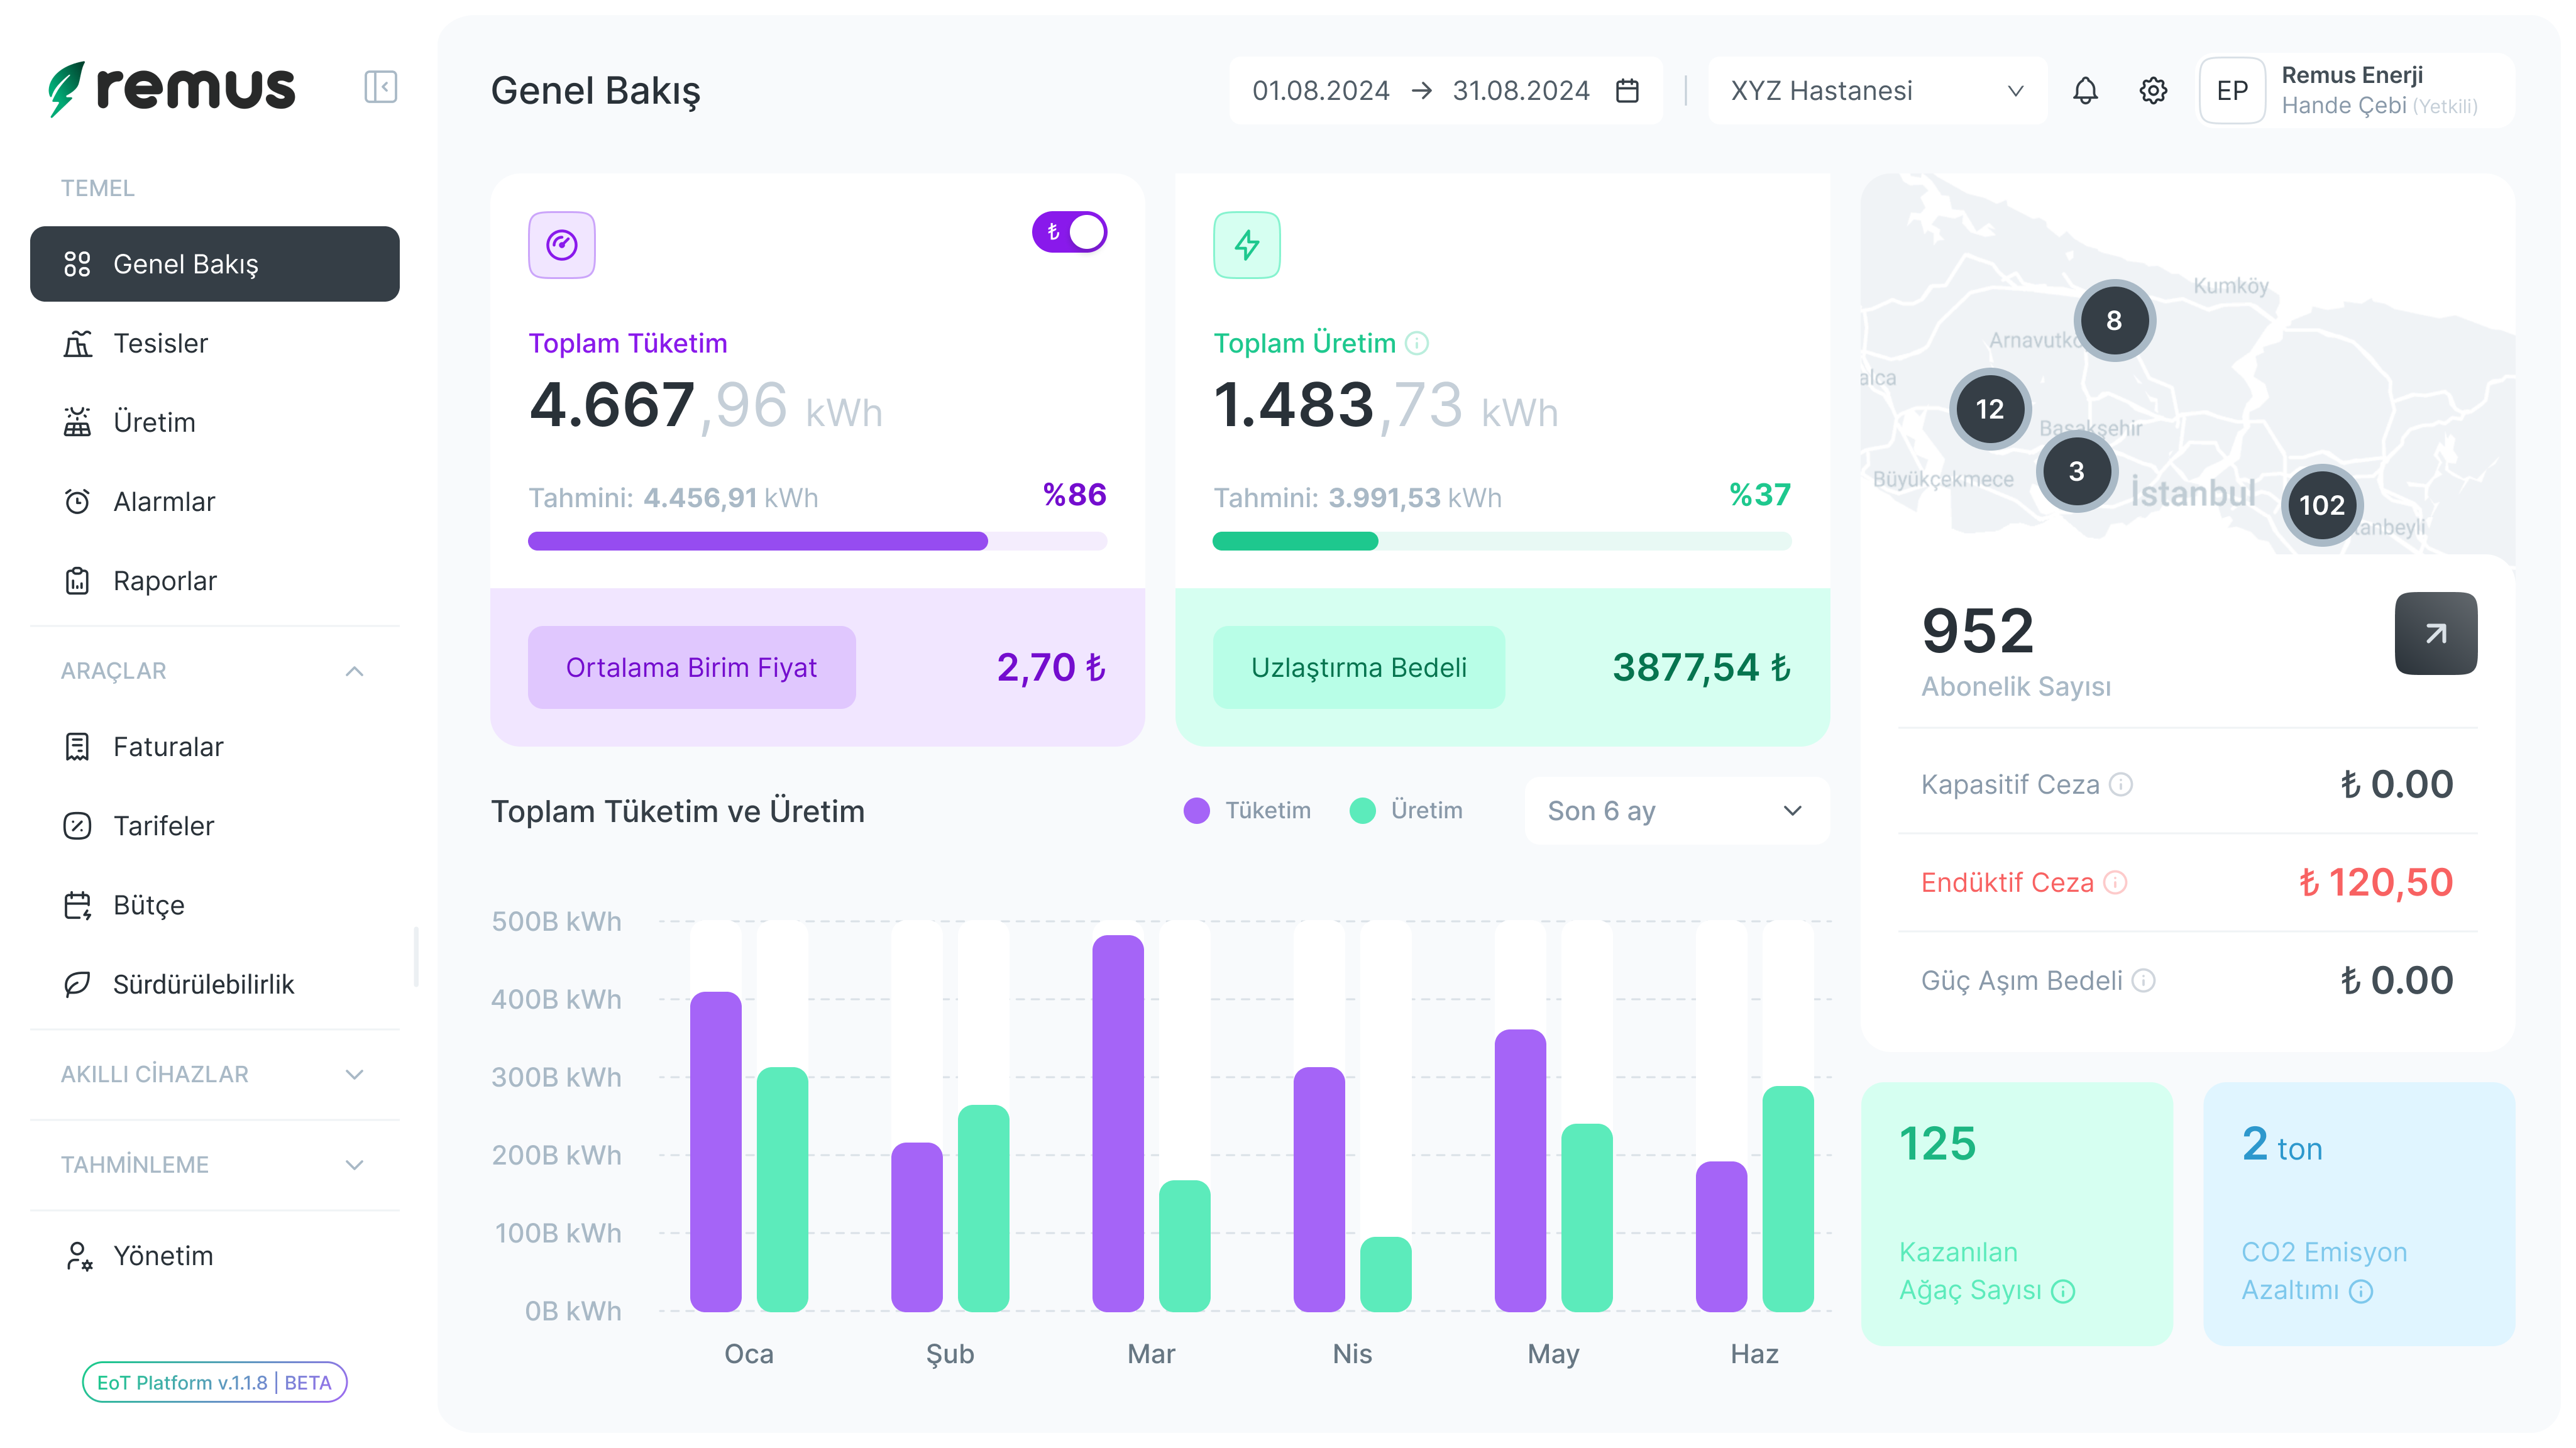 remus
TEMEL
Genel Bakış
Tesisler
Üretim
Alarmlar
Raporlar
ARAÇLAR
Faturalar
Tarifeler
Bütçe
Sürdürülebilirlik
AKILLI CİHAZLAR
TAHMİNLEME
Yönetim
EoT Platform v.1.1.8 | BETA
Genel Bakış
01.08.2024 → 31.08.2024
XYZ Hastanesi
EP
Remus Enerji
Hande Çebi (Yetkili)
₺
Toplam Tüketim
4.667,96 kWh
Tahmini: 4.456,91 kWh
%86
Ortalama Birim Fiyat
2,70 ₺
Toplam Üretim
1.483,73 kWh
Tahmini: 3.991,53 kWh
%37
Uzlaştırma Bedeli
3877,54 ₺
Kumköy
8
Arnavutkö
alca
12
Başakşehir
3
Büyükçekmece
İstanbul
102
anbeyli
952
Abonelik Sayısı
Kapasitif Ceza
₺ 0.00
Endüktif Ceza
₺ 120,50
Güç Aşım Bedeli
₺ 0.00
Toplam Tüketim ve Üretim
Tüketim
Üretim
Son 6 ay
500B kWh
400B kWh
300B kWh
200B kWh
100B kWh
0B kWh
Oca
Şub
Mar
Nis
May
Haz
125
Kazanılan
Ağaç Sayısı
2 ton
CO2 Emisyon
Azaltımı